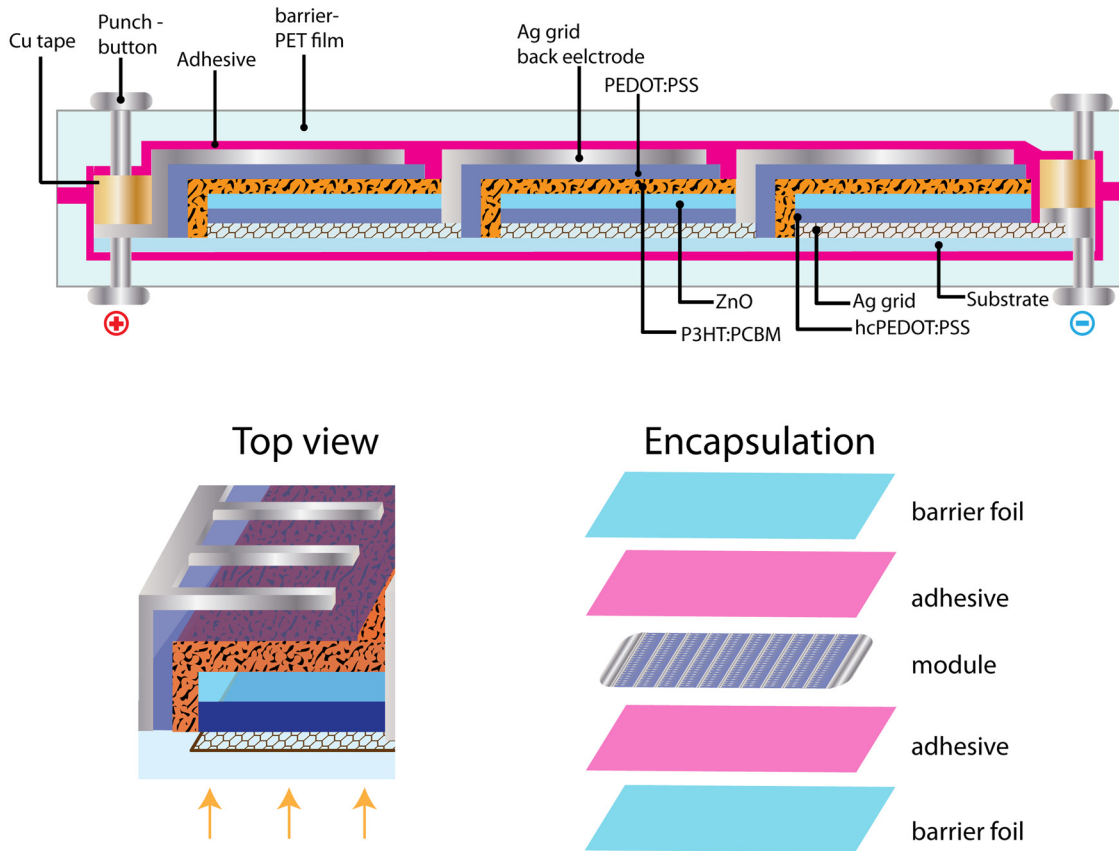 Cu tape
Punch -
button
Adhesive
barrier-
PET film
Ag grid
back eelctrode
PEDOT:PSS
ZnO
P3HT:PCBM
Ag grid
hcPEDOT:PSS
Substrate
+
−
Top view
Encapsulation
barrier foil
adhesive
module
adhesive
barrier foil